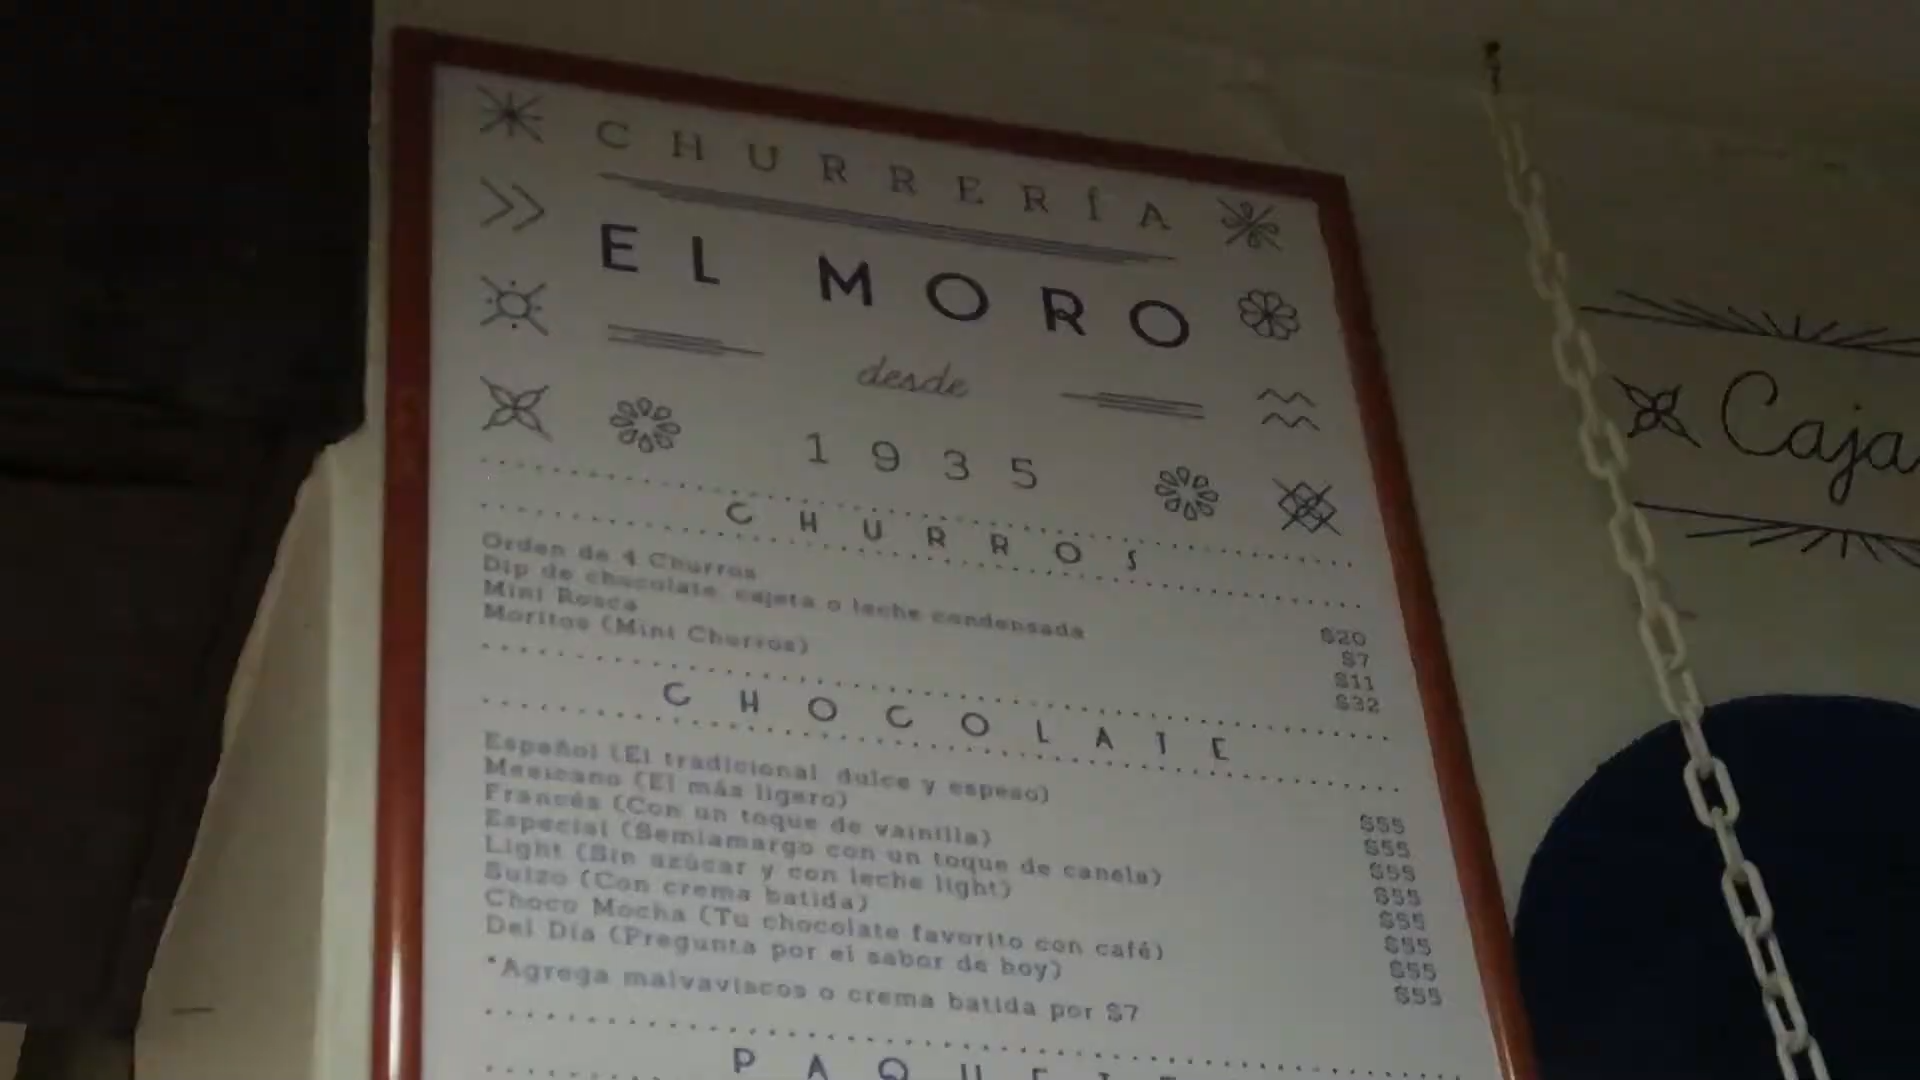 CHURRERÍA
EL MORO
desde
1935
CHURROS
Orden de 4 Churros $20
Dip de chocolate, cajeta o leche condensada $7
Mini Rosca $11
Moritos (Mini Churros) $32
CHOCOLATE
Español (El tradicional, dulce y espeso) $55
Mexicano (El más ligero) $55
Francés (Con un toque de vainilla) $55
Especial (Semiamargo con un toque de canela) $55
Light (Sin azúcar y con leche light) $55
Suizo (Con crema batida) $55
Choco Mocha (Tu chocolate favorito con café) $55
Del Día (Pregunta por el sabor de hoy) $55
*Agrega malvaviscos o crema batida por $7
PAQUETE
Caja